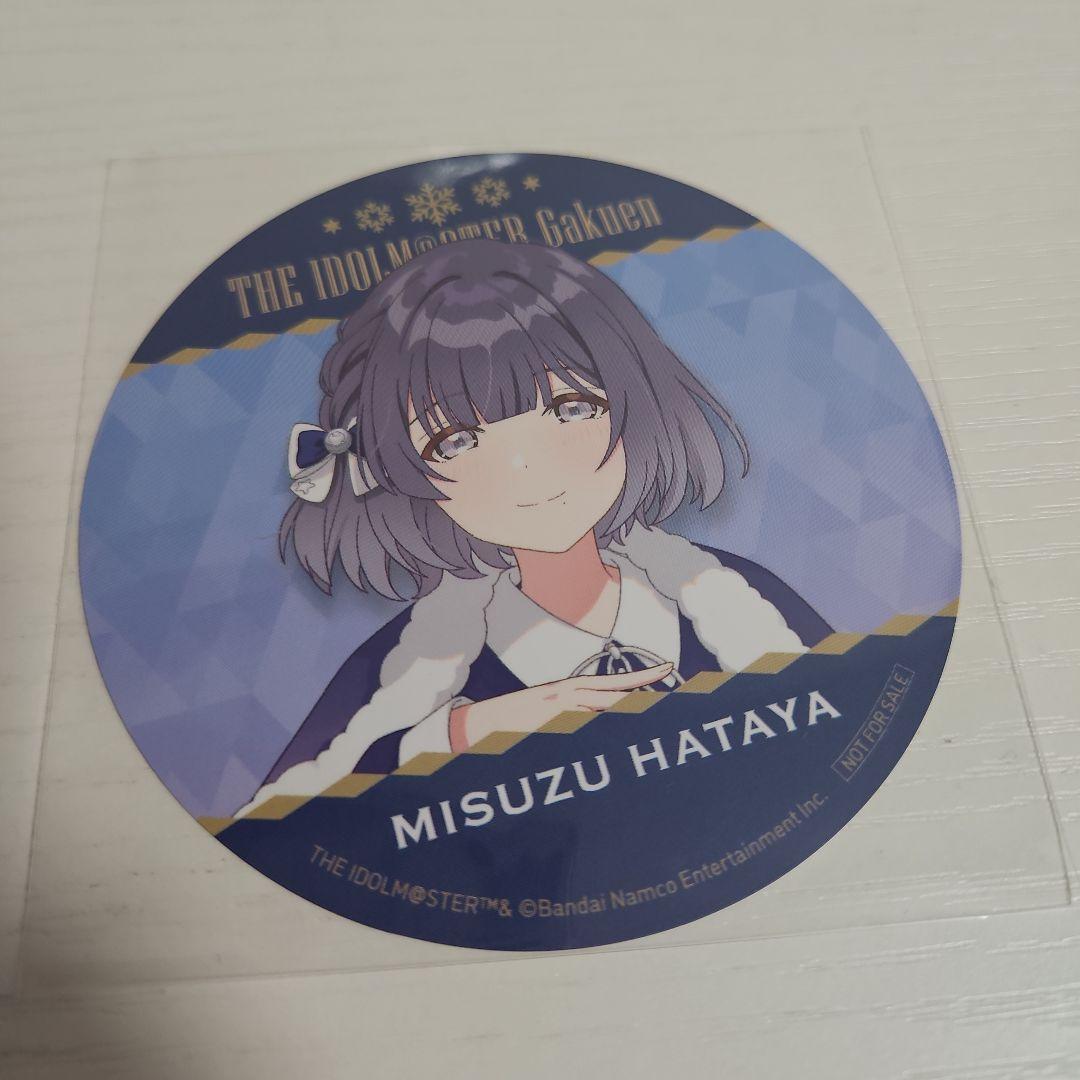 THE IDOLM@STER Gakuen
MISUZU HATAYA
NOT FOR SALE
THE IDOLM@STER™& ©Bandai Namco Entertainment Inc.